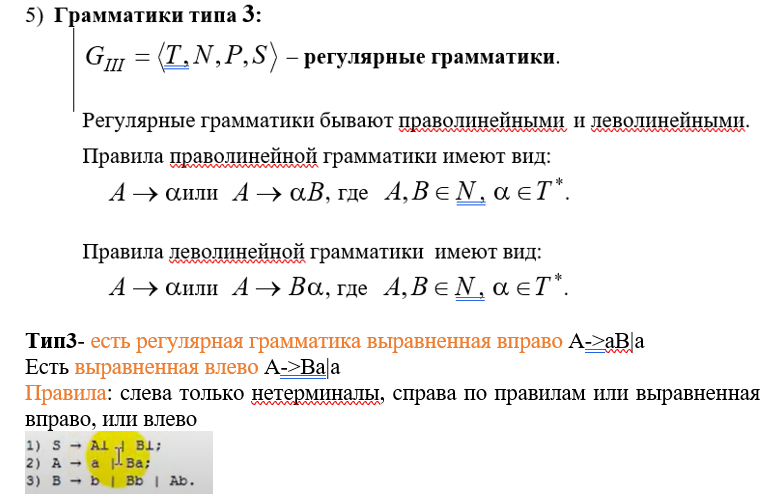 5) Грамматики типа 3:
G_III = ⟨T, N, P, S⟩ – регулярные грамматики.
Регулярные грамматики бывают праволинейными и леволинейными.
Правила праволинейной грамматики имеют вид:
A → αили A → αB, где A, B ∈ N, α ∈ T*.
Правила леволинейной грамматики имеют вид:
A → αили A → Bα, где A, B ∈ N, α ∈ T*.
Тип3- есть регулярная грамматика выравненная вправо A->aB|a
Есть выравненная влево A->Ba|a
Правила: слева только нетерминалы, справа по правилам или выравненная
вправо, или влево
1) S → A⊥ | B⊥;
2) A → a | Ba;
3) B → b | Bb | Ab.